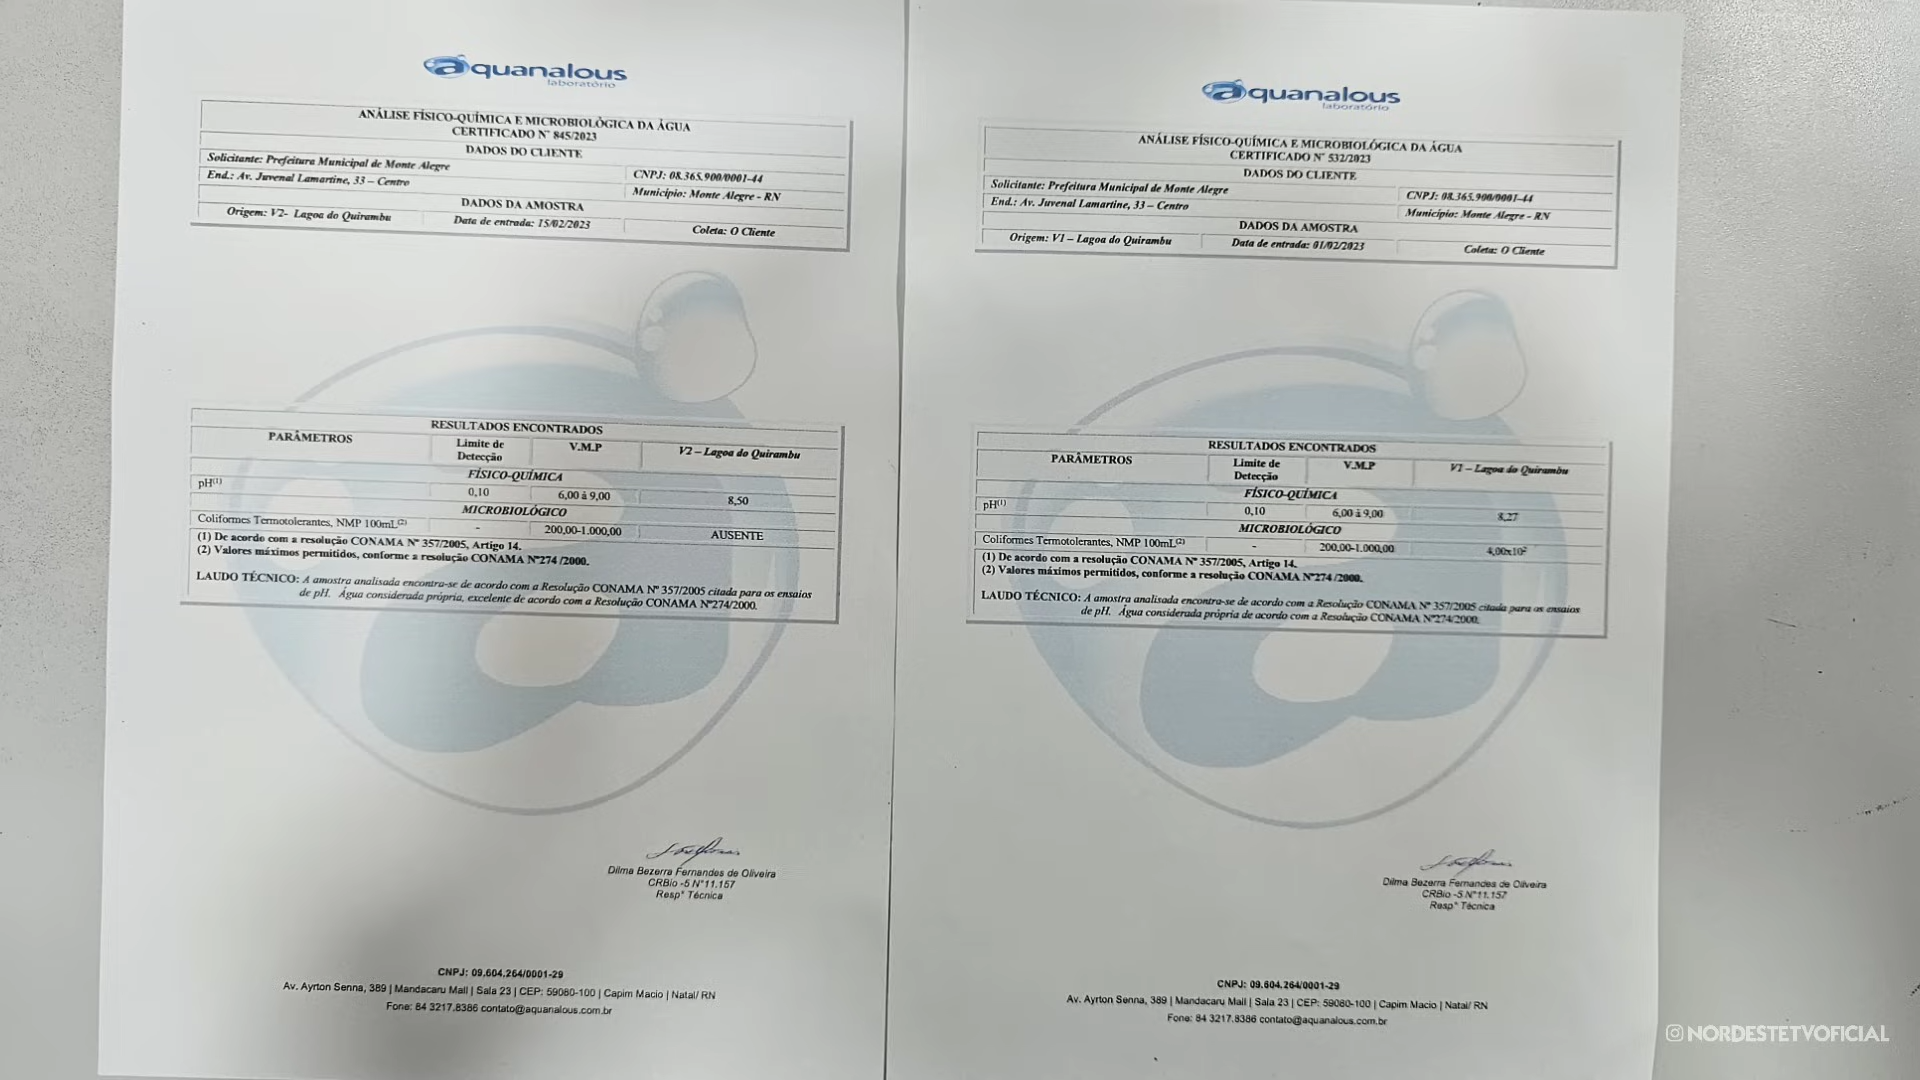 aquanalous
laboratório
ANÁLISE FÍSICO-QUÍMICA E MICROBIOLÓGICA DA ÁGUA
CERTIFICADO Nº 845/2023
DADOS DO CLIENTE
Solicitante: Prefeitura Municipal de Monte Alegre
CNPJ: 08.365.900/0001-44
End.: Av. Juvenal Lamartine, 33 – Centro
Município: Monte Alegre - RN
DADOS DA AMOSTRA
Origem: V2- Lagoa do Quirambu
Data de entrada: 15/02/2023
Coleta: O Cliente
RESULTADOS ENCONTRADOS
PARÂMETROS
Limite de
Detecção
V.M.P
V2 – Lagoa do Quirambu
FÍSICO-QUÍMICA
pH(1)
0,10
6,00 à 9,00
8,50
MICROBIOLÓGICO
Coliformes Termotolerantes, NMP 100mL(2)
-
200,00-1.000,00
AUSENTE
(1) De acordo com a resolução CONAMA Nº 357/2005, Artigo 14.
(2) Valores máximos permitidos, conforme a resolução CONAMA Nº274 /2000.
LAUDO TÉCNICO: A amostra analisada encontra-se de acordo com a Resolução CONAMA Nº 357/2005 citada para os ensaios
de pH. Água considerada própria, excelente de acordo com a Resolução CONAMA Nº274/2000.
Dilma Bezerra Fernandes de Oliveira
CRBio -5 Nº11.157
Respª Técnica
CNPJ: 09.604.264/0001-29
Av. Ayrton Senna, 389 | Mandacaru Mall | Sala 23 | CEP: 59080-100 | Capim Macio | Natal/ RN
Fone: 84 3217.8386 contato@aquanalous.com.br
aquanalous
laboratório
ANÁLISE FÍSICO-QUÍMICA E MICROBIOLÓGICA DA ÁGUA
CERTIFICADO Nº 532/2023
DADOS DO CLIENTE
Solicitante: Prefeitura Municipal de Monte Alegre
CNPJ: 08.365.900/0001-44
End.: Av. Juvenal Lamartine, 33 – Centro
Município: Monte Alegre - RN
DADOS DA AMOSTRA
Origem: V1 – Lagoa do Quirambu
Data de entrada: 01/02/2023
Coleta: O Cliente
RESULTADOS ENCONTRADOS
PARÂMETROS
Limite de
Detecção
V.M.P
V1 – Lagoa do Quirambu
FÍSICO-QUÍMICA
pH(1)
0,10
6,00 à 9,00
8,27
MICROBIOLÓGICO
Coliformes Termotolerantes, NMP 100mL(2)
-
200,00-1.000,00
4,00x10²
(1) De acordo com a resolução CONAMA Nº 357/2005, Artigo 14.
(2) Valores máximos permitidos, conforme a resolução CONAMA Nº274 /2000.
LAUDO TÉCNICO: A amostra analisada encontra-se de acordo com a Resolução CONAMA Nº 357/2005 citada para os ensaios
de pH. Água considerada própria de acordo com a Resolução CONAMA Nº274/2000.
Dilma Bezerra Fernandes de Oliveira
CRBio -5 Nº11.157
Respª Técnica
CNPJ: 09.604.264/0001-29
Av. Ayrton Senna, 389 | Mandacaru Mall | Sala 23 | CEP: 59080-100 | Capim Macio | Natal/ RN
Fone: 84 3217.8386 contato@aquanalous.com.br
NORDESTETVOFICIAL